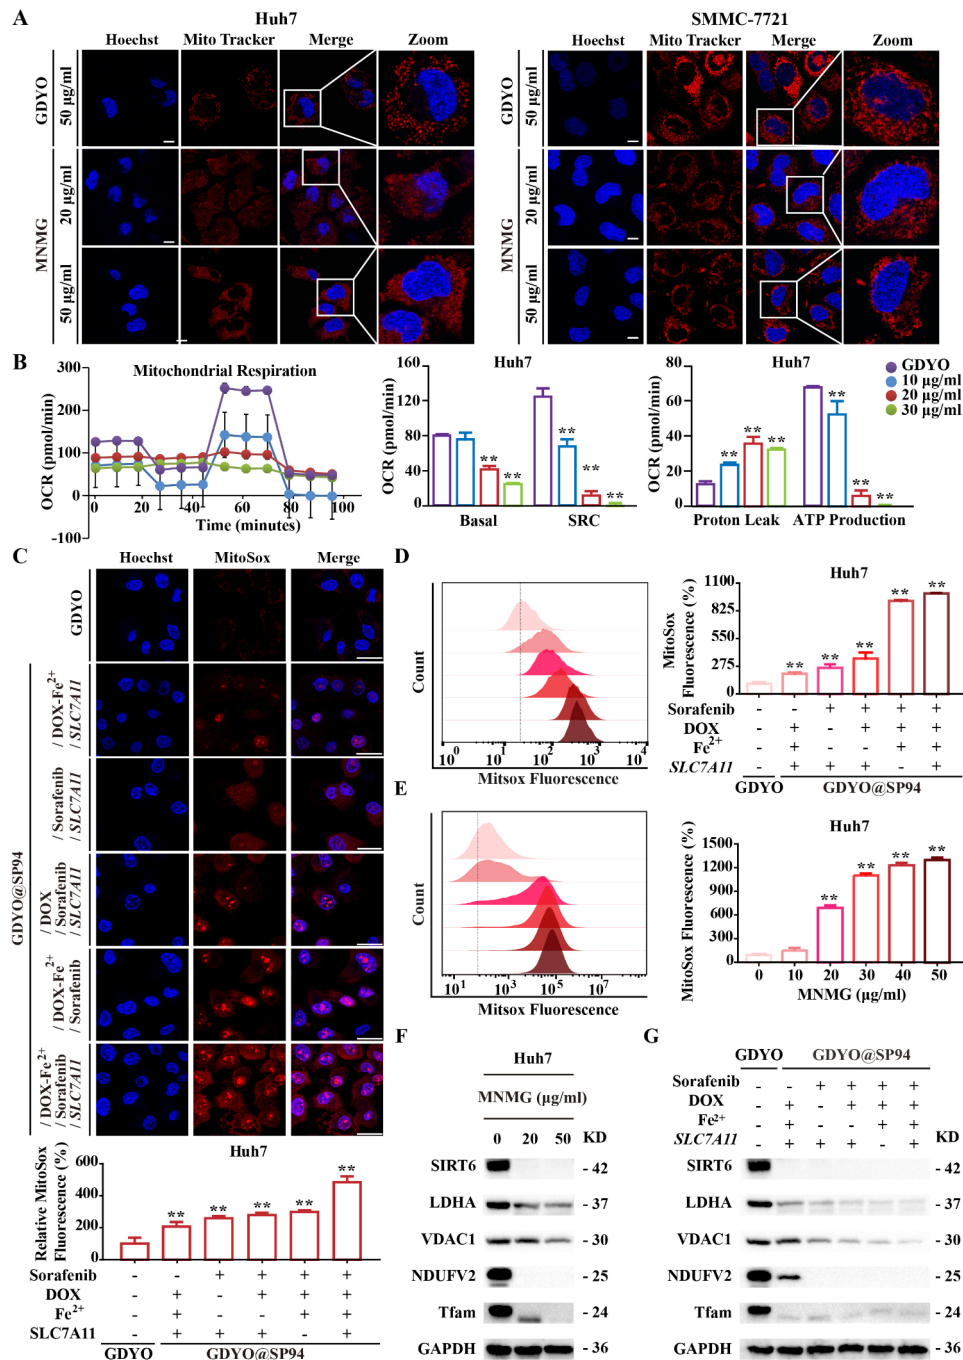 A
Huh7
SMMC-7721
Hoechst Mito Tracker Merge Zoom
Hoechst Mito Tracker Merge Zoom
GDYO
50 µg/ml
MNMG
20 µg/ml
50 µg/ml
GDYO
50 µg/ml
MNMG
20 µg/ml
50 µg/ml
B
Mitochondrial Respiration
OCR (pmol/min)
300
200
100
0
-100
0 20 40 60 80 100
Time (minutes)
Huh7
OCR (pmol/min)
160
120
80
40
0
** ** ** ** **
Basal SRC
Huh7
OCR (pmol/min)
80
60
40
20
0
** ** ** ** ** **
Proton Leak ATP Production
GDYO
10 µg/ml
20 µg/ml
30 µg/ml
C
Hoechst MitoSox Merge
GDYO
GDYO@SP94
/ DOX-Fe2+
/ SLC7A11
/Sorafenib
/SLC7A11
/ DOX
/ Sorafenib
/ SLC7A11
/ DOX-Fe2+
/ Sorafenib
/ DOX-Fe2+
/ Sorafenib
/ SLC7A11
Huh7
Relative MitoSox
Fluorescence (%)
600
400
200
0
** ** ** ** **
Sorafenib - - + + + +
DOX - + - + + +
Fe2+ - + - - + +
SLC7A11 - + + + - +
GDYO GDYO@SP94
D
Count
100 101 102 103 104
Mitsox Fluorescence
Huh7
MitoSox
Fluorescence (%)
1100
825
550
275
0
** ** ** ** **
Sorafenib - - + + + +
DOX - + - + + +
Fe2+ - + - - + +
SLC7A11 - + + + - +
GDYO GDYO@SP94
E
Count
101 103 105 107
Mitsox Fluorescence
Huh7
MitoSox Fluorescence (%)
1500
1200
900
600
300
0
** ** ** **
0 10 20 30 40 50
MNMG (µg/ml)
F
Huh7
MNMG (µg/ml)
0 20 50 KD
SIRT6 - 42
LDHA - 37
VDAC1 - 30
NDUFV2 - 25
Tfam - 24
GAPDH - 36
G
GDYO GDYO@SP94
Sorafenib - - + + + +
DOX - + - + + +
Fe2+ - + - - + +
SLC7A11 - + + + - + KD
SIRT6 - 42
LDHA - 37
VDAC1 - 30
NDUFV2 - 25
Tfam - 24
GAPDH - 36